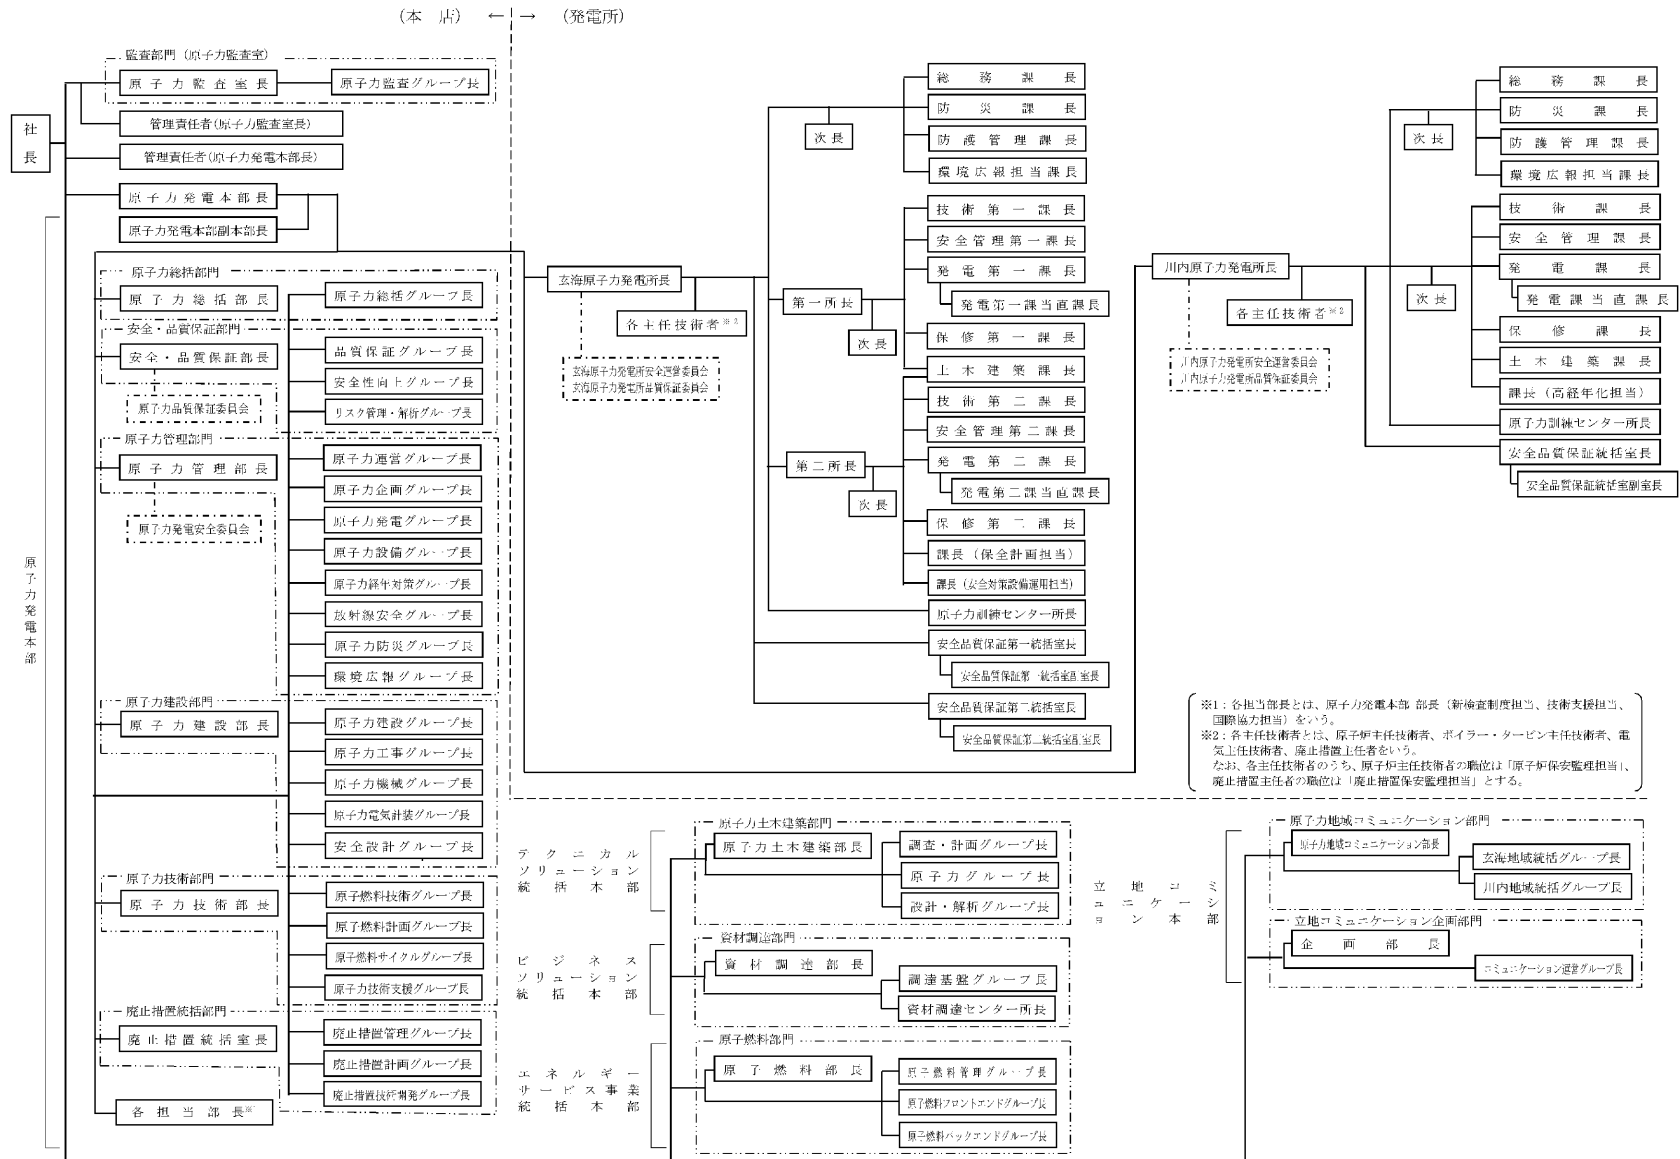 (本 店) ← → (発電所)
監査部門 (原子力監査室)
原子力監査室長
原子力監査グループ長
管理責任者(原子力監査室長)
社長
管理責任者(原子力発電本部長)
原子力発電本部長
原子力発電本部副本部長
原子力発電本部
原子力総括部門
原子力総括部長
原子力総括グループ長
安全・品質保証部門
安全・品質保証部長
品質保証グループ長
安全性向上グループ長
原子力品質保証委員会
リスク管理・解析グループ長
原子力管理部門
原子力管理部長
原子力運営グループ長
原子力企画グループ長
原子力発電グループ長
原子力発電安全委員会
原子力設備グループ長
原子力経年対策グループ長
放射線安全グループ長
原子力防災グループ長
環境広報グループ長
原子力建設部門
原子力建設部長
原子力建設グループ長
原子力工事グループ長
原子力機械グループ長
原子力電気計装グループ長
安全設計グループ長
原子力技術部門
原子力技術部長
原子燃料技術グループ長
原子燃料計画グループ長
原子燃料サイクルグループ長
原子力技術支援グループ長
廃止措置統括部門
廃止措置統括室長
廃止措置管理グループ長
廃止措置計画グループ長
廃止措置技術開発グループ長
各担当部長
玄海原子力発電所長
各主任技術者※2
玄海原子力発電所安全運営委員会
玄海原子力発電所品質保証委員会
次長
総務課長
防災課長
防護管理課長
環境広報担当課長
第一所長
次長
技術第一課長
安全管理第一課長
発電第一課長
発電第一課当直課長
保修第一課長
土木建築課長
第二所長
次長
技術第二課長
安全管理第二課長
発電第二課長
発電第二課当直課長
保修第二課長
課長(保全計画担当)
課長(安全対策設備運用担当)
原子力訓練センター所長
安全品質保証第一統括室長
安全品質保証第一統括室副室長
安全品質保証第二統括室長
安全品質保証第二統括室副室長
川内原子力発電所長
各主任技術者※2
川内原子力発電所安全運営委員会
川内原子力発電所品質保証委員会
次長
総務課長
防災課長
防護管理課長
環境広報担当課長
次長
技術課長
安全管理課長
発電課長
発電課当直課長
保修課長
土木建築課長
課長(高経年化担当)
原子力訓練センター所長
安全品質保証統括室長
安全品質保証統括室副室長
※1:各担当部長とは、原子力発電本部 部長(新検査制度担当、技術支援担当、
国際協力担当)をいう。
※2:各主任技術者とは、原子炉主任技術者、ボイラー・タービン主任技術者、電
気主任技術者、廃止措置主任者をいう。
なお、各主任技術者のうち、原子炉主任技術者の職位は「原子炉保安監理担当」、
廃止措置主任者の職位は「廃止措置保安監理担当」とする。
テクニカル
ソリューション
統括本部
原子力土木建築部門
原子力土木建築部長
調査・計画グループ長
原子力グループ長
設計・解析グループ長
ビジネス
ソリューション
統括本部
資材調達部門
資材調達部長
調達基盤グループ長
資材調達センター所長
エネルギー
サービス事業
統括本部
原子燃料部門
原子燃料部長
原子燃料管理グループ長
原子燃料フロントエンドグループ長
原子燃料バックエンドグループ長
立地コミ
ュニケーシ
ョン本部
原子力地域コミュニケーション部門
原子力地域コミュニケーション部長
玄海地域統括グループ長
川内地域統括グループ長
立地コミュニケーション企画部門
企画部長
コミュニケーション運営グループ長